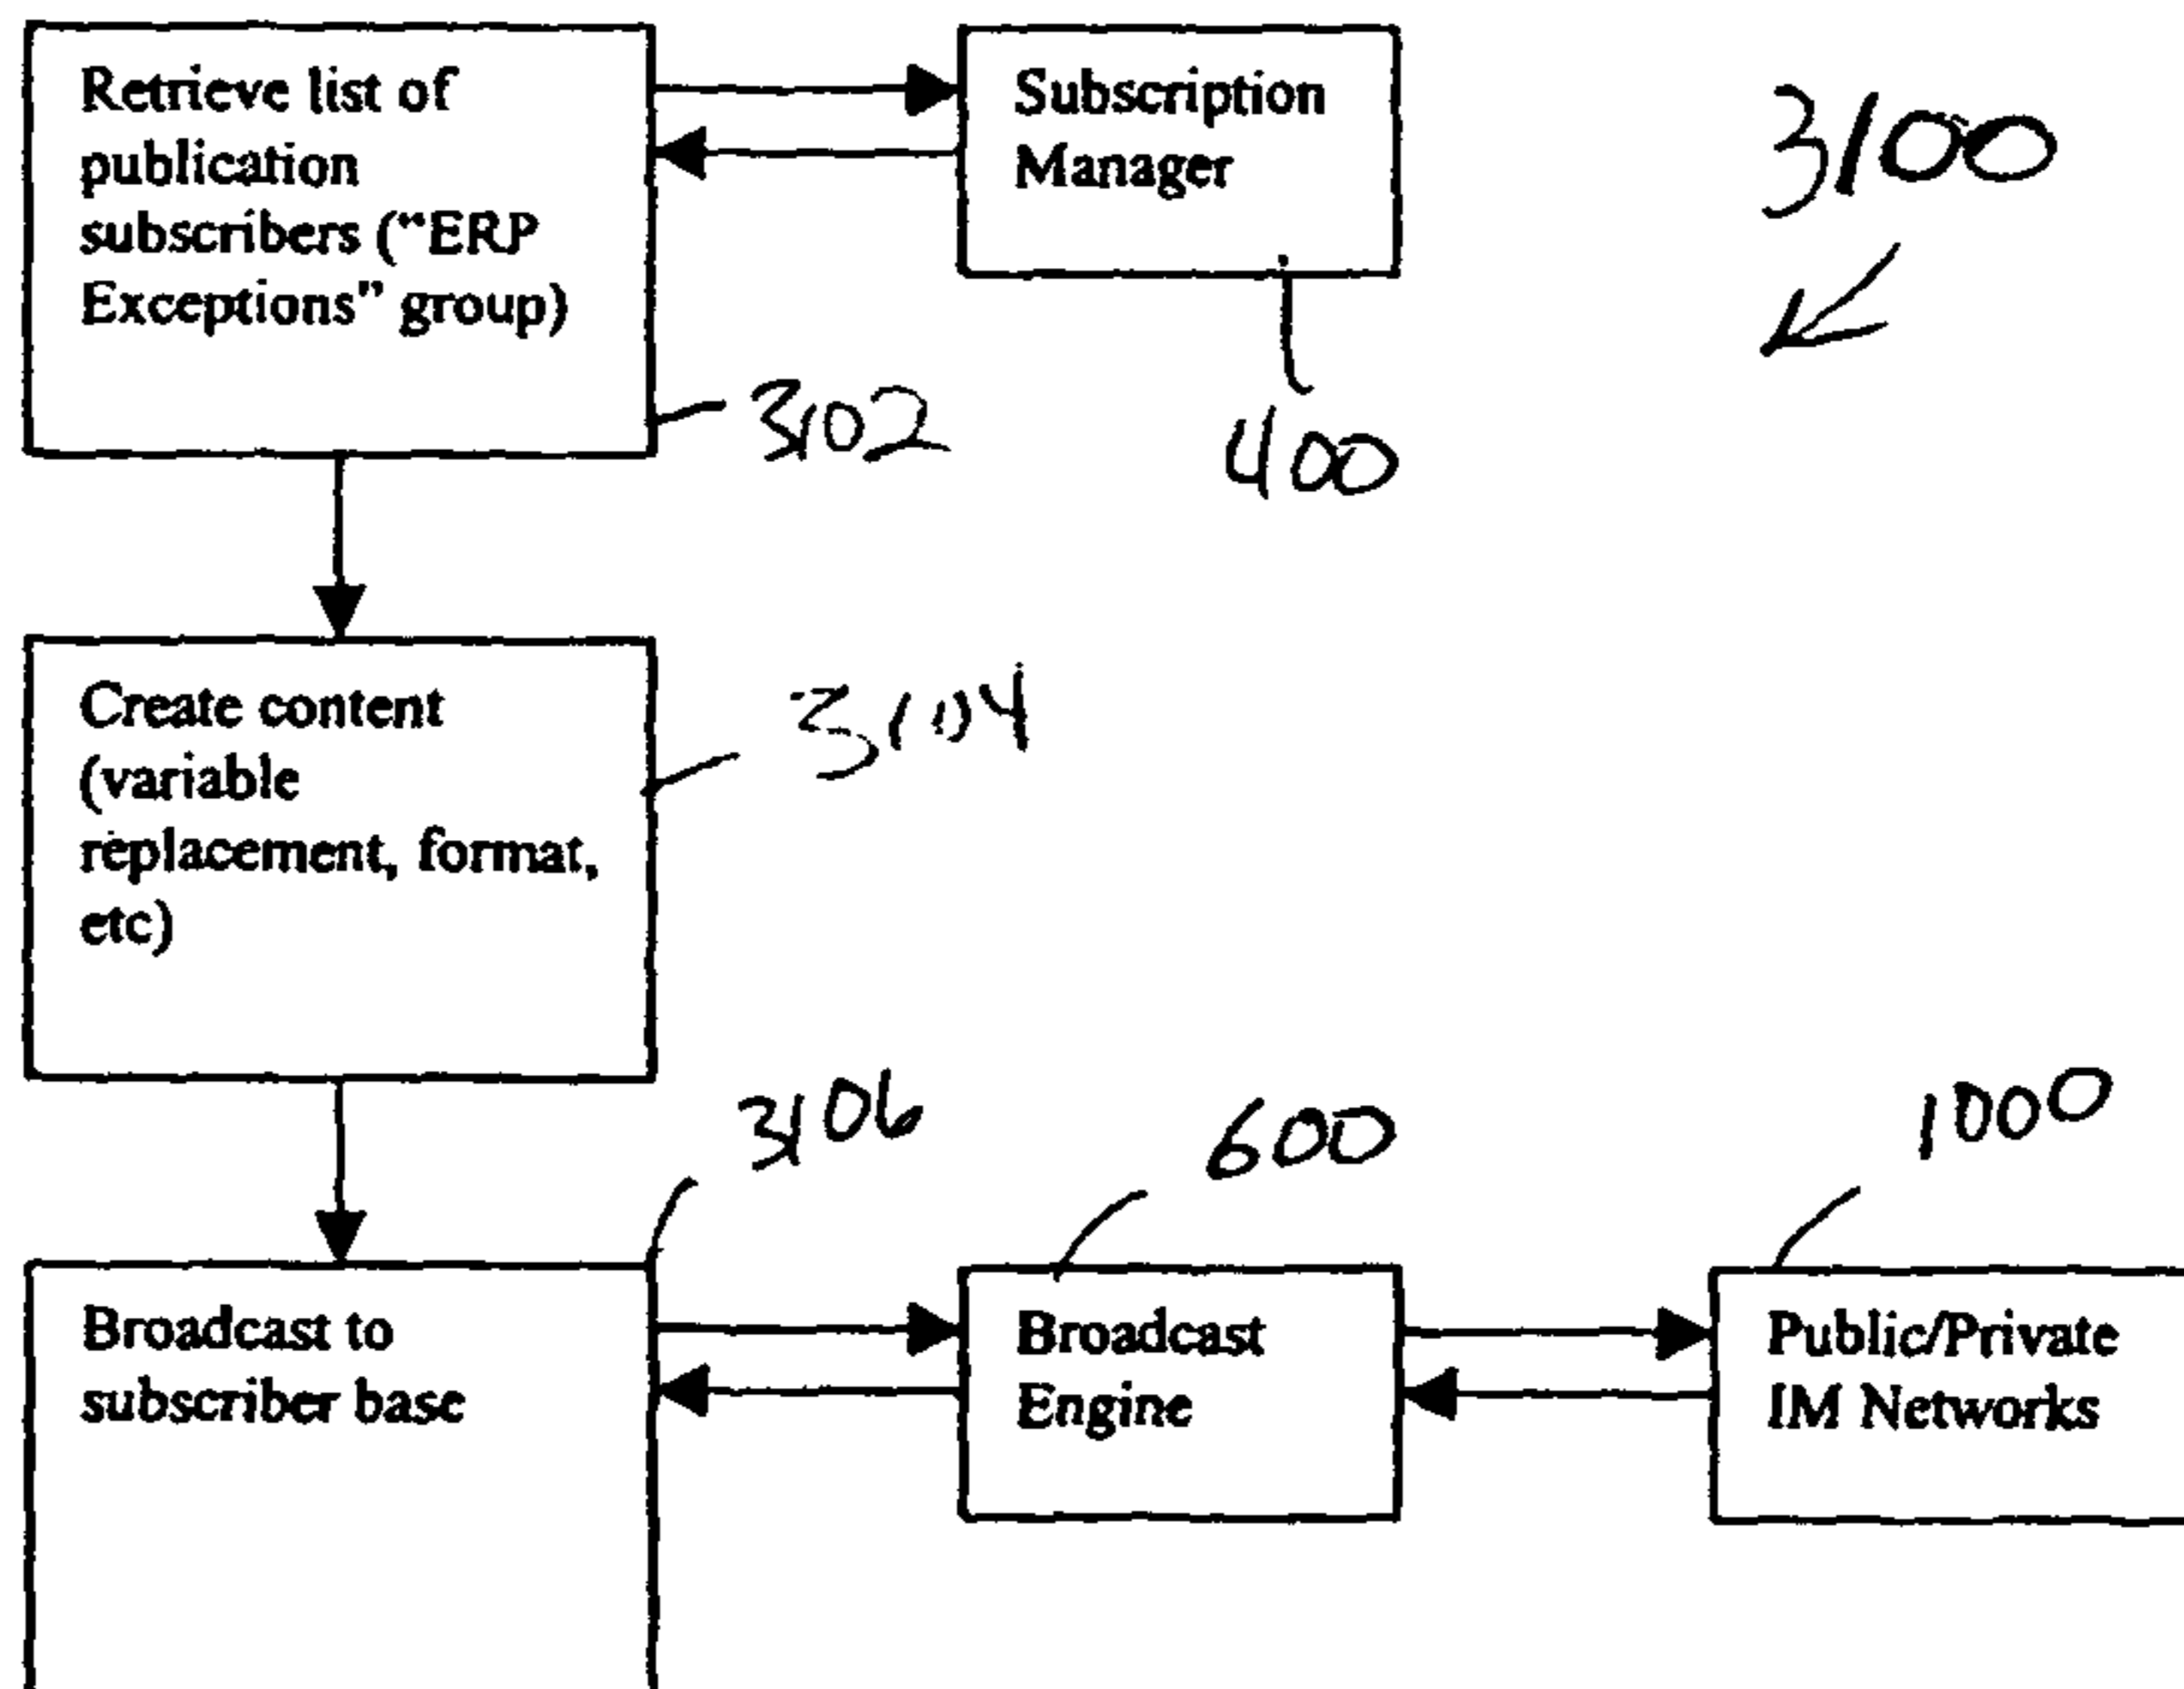 Retrieve list of
publication
subscribers (“ERP
Exceptions” group)
Subscription
Manager
3100
3102
400
Create content
(variable
replacement, format,
etc)
3104
3106
600
1000
Broadcast to
subscriber base
Broadcast
Engine
Public/Private
IM Networks